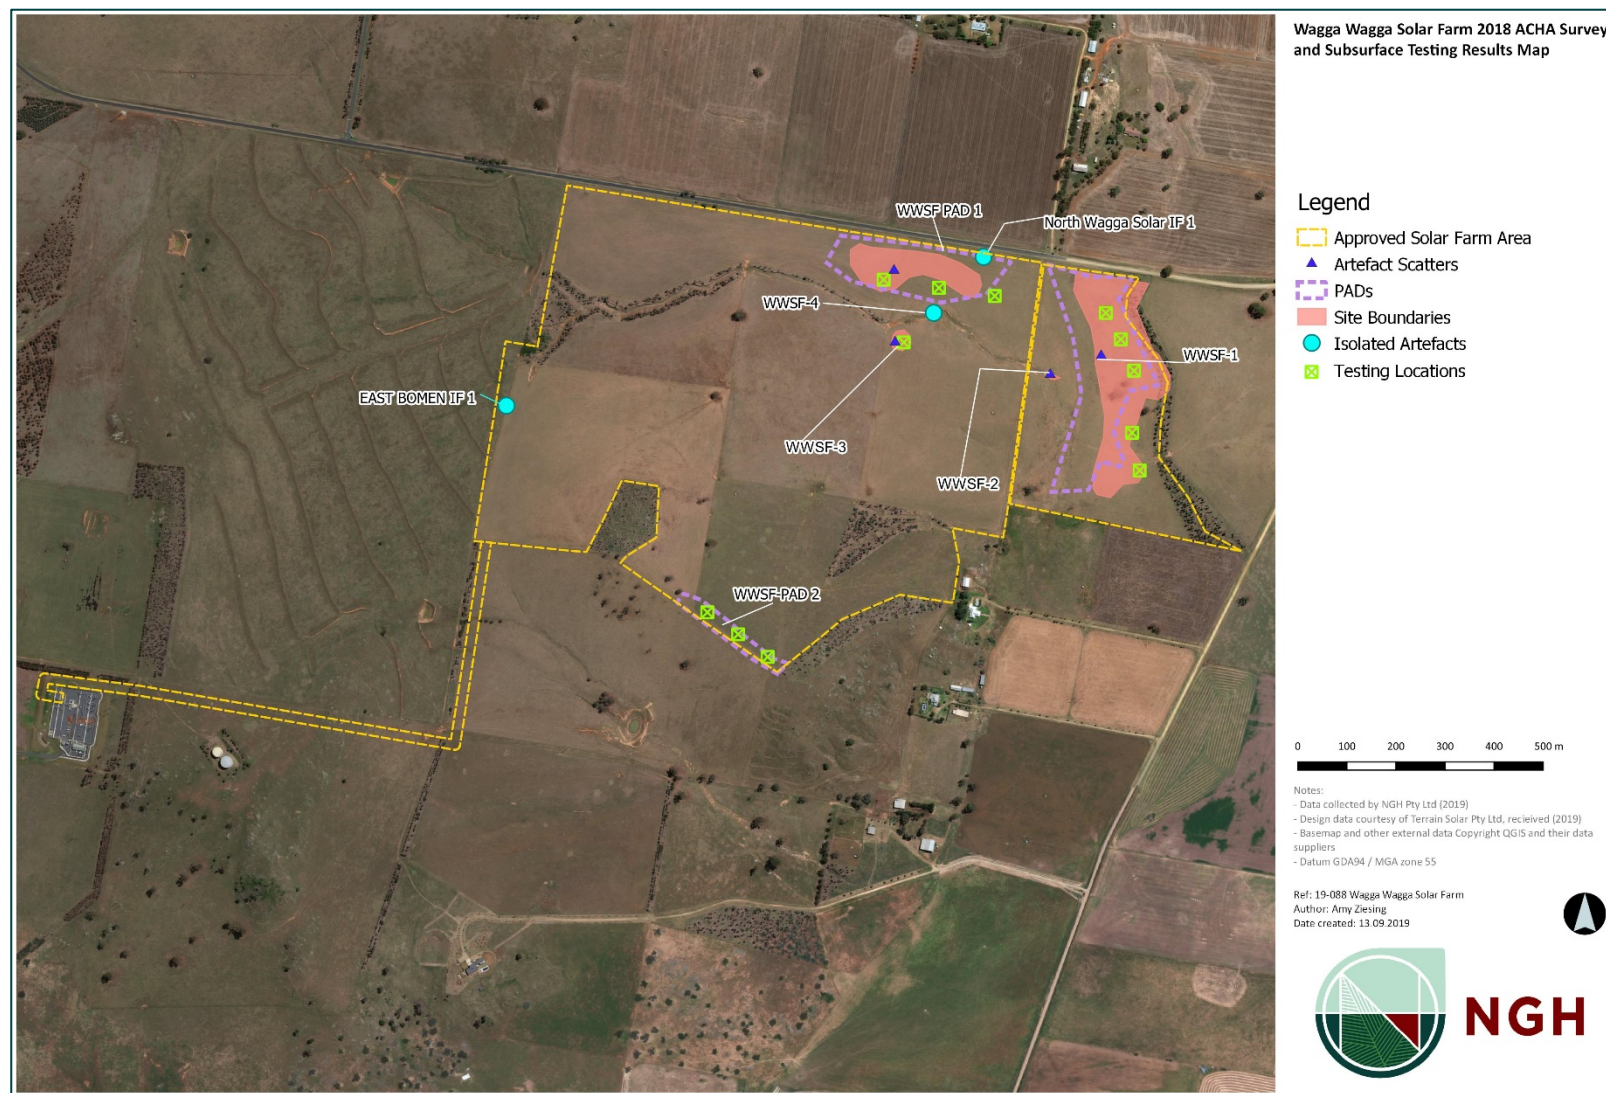 Wagga Wagga Solar Farm 2018 ACHA Survey
and Subsurface Testing Results Map
WWSF PAD 1
North Wagga Solar IF 1
WWSF-4
WWSF-1
EAST BOMEN IF 1
WWSF-3
WWSF-2
WWSF-PAD 2
Legend
Approved Solar Farm Area
Artefact Scatters
PADs
Site Boundaries
Isolated Artefacts
Testing Locations
0 100 200 300 400 500 m
Notes:
- Data collected by NGH Pty Ltd (2019)
- Design data courtesy of Terrain Solar Pty Ltd, recieived (2019)
- Basemap and other external data Copyright QGIS and their data
suppliers
- Datum GDA94 / MGA zone 55
Ref: 19-088 Wagga Wagga Solar Farm
Author: Amy Ziesing
Date created: 13.09.2019
NGH